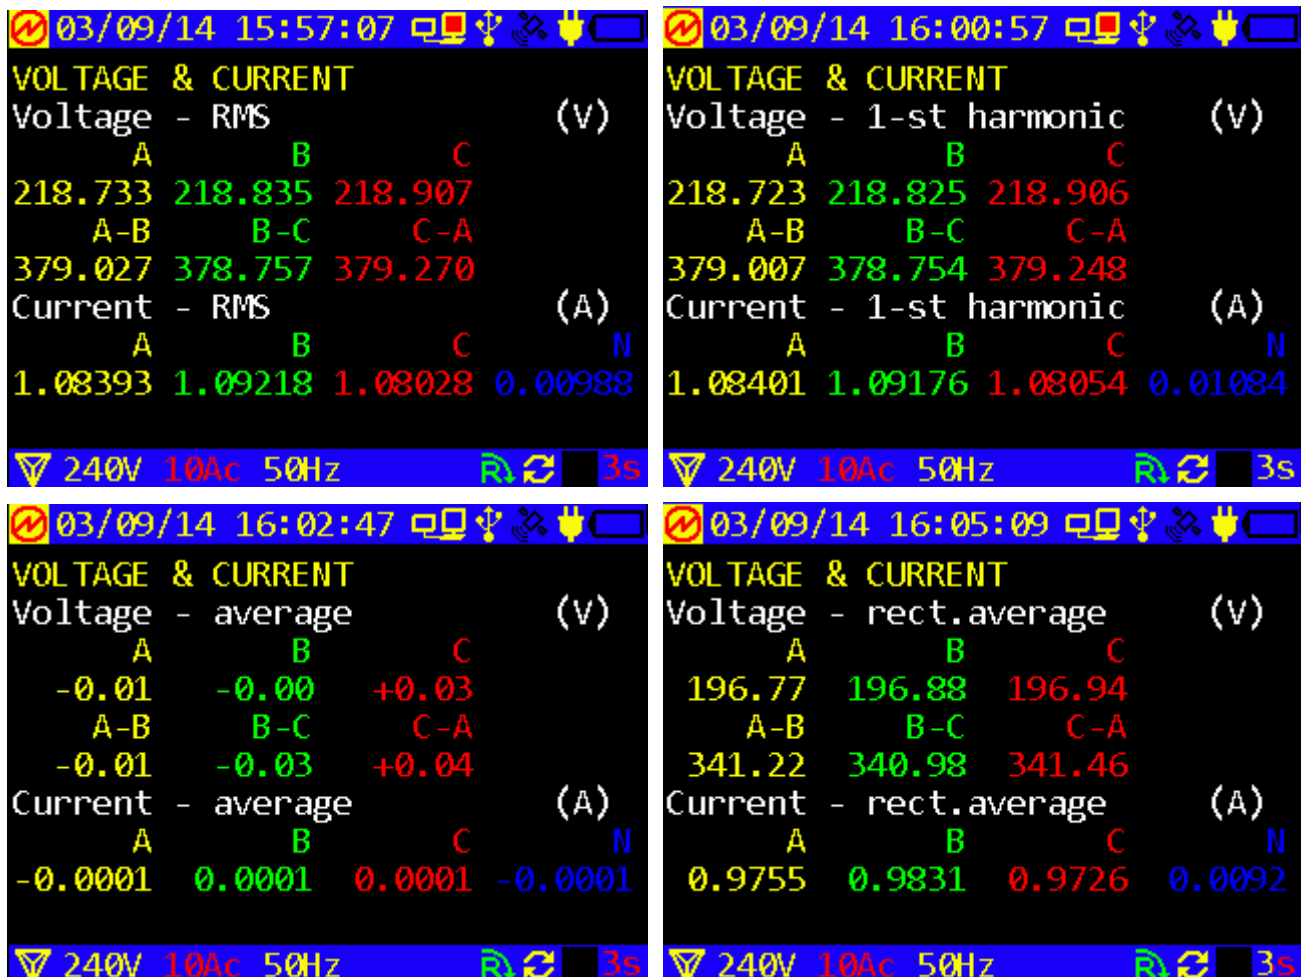 03/09/14 15:57:07
VOLTAGE & CURRENT
Voltage - RMS (V)
A B C
218.733 218.835 218.907
A-B B-C C-A
379.027 378.757 379.270
Current - RMS (A)
A B C N
1.08393 1.09218 1.08028 0.00988
240V 10Ac 50Hz R 3s
03/09/14 16:00:57
VOLTAGE & CURRENT
Voltage - 1-st harmonic (V)
A B C
218.723 218.825 218.906
A-B B-C C-A
379.007 378.754 379.248
Current - 1-st harmonic (A)
A B C N
1.08401 1.09176 1.08054 0.01084
240V 10Ac 50Hz R 3s
03/09/14 16:02:47
VOLTAGE & CURRENT
Voltage - average (V)
A B C
-0.01 -0.00 +0.03
A-B B-C C-A
-0.01 -0.03 +0.04
Current - average (A)
A B C N
-0.0001 0.0001 0.0001 -0.0001
240V 10Ac 50Hz R 3s
03/09/14 16:05:09
VOLTAGE & CURRENT
Voltage - rect.average (V)
A B C
196.77 196.88 196.94
A-B B-C C-A
341.22 340.98 341.46
Current - rect.average (A)
A B C N
0.9755 0.9831 0.9726 0.0092
240V 10Ac 50Hz R 3s